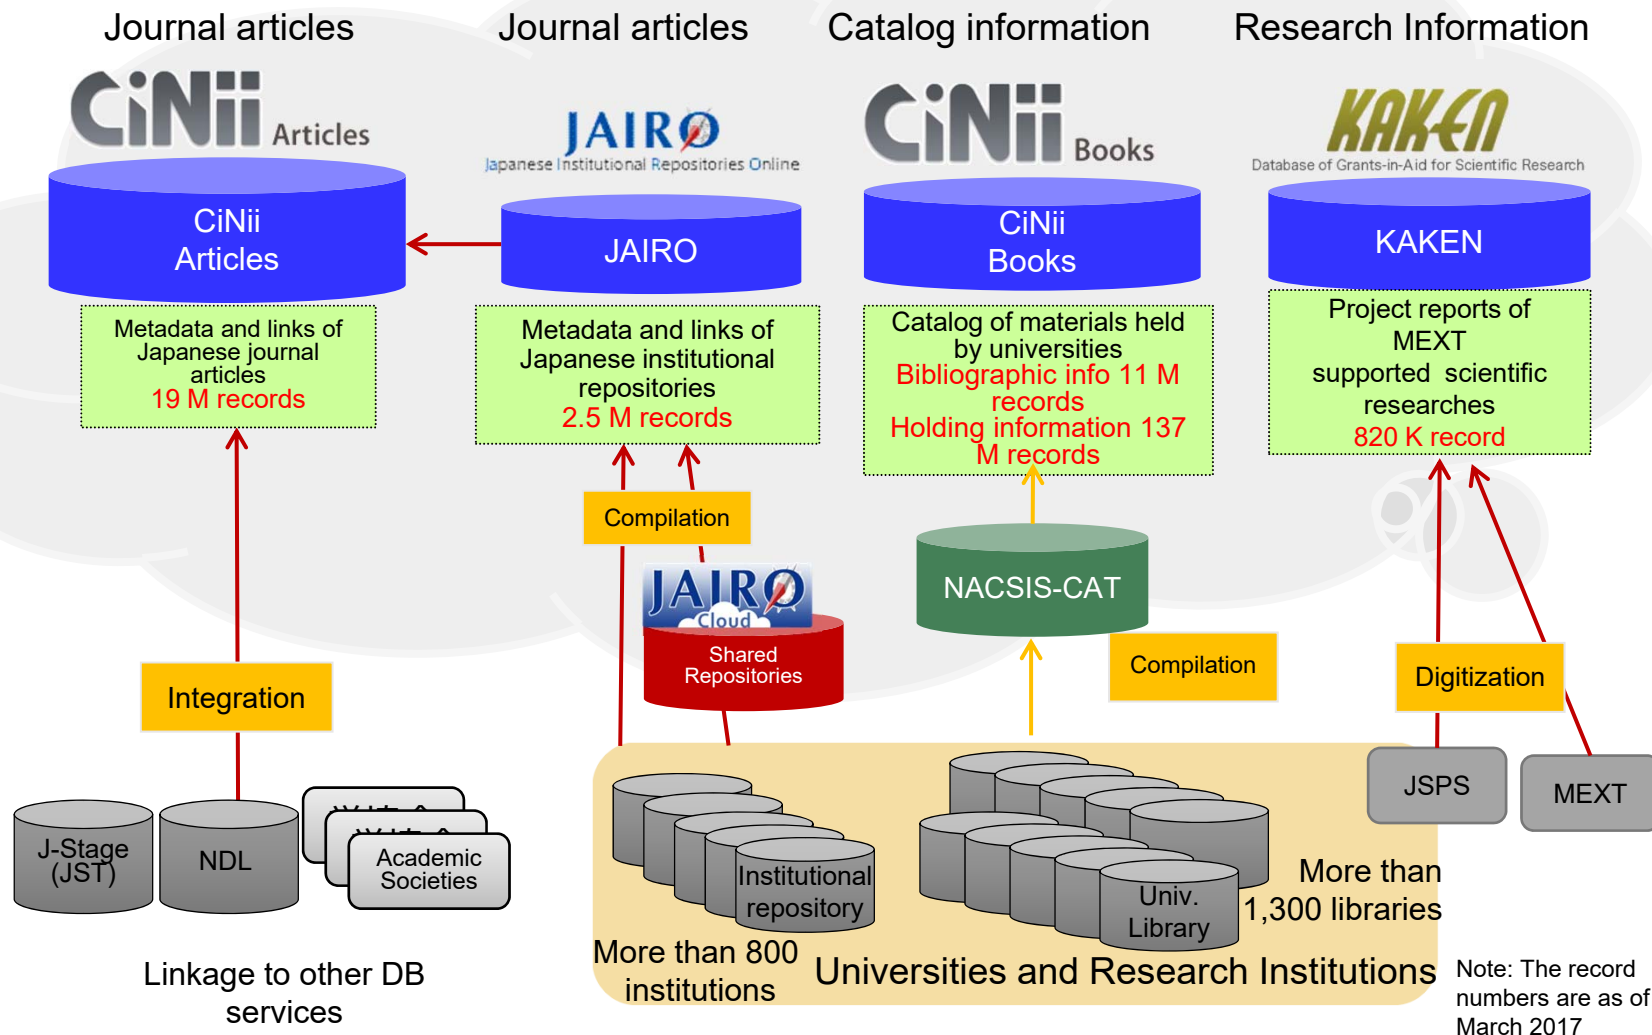 Journal articles
Journal articles
Catalog information
Research Information
CiNii Articles
JAIRO
Japanese Institutional Repositories Online
CiNii Books
KAKEN
Database of Grants-in-Aid for Scientific Research
CiNii
Articles
JAIRO
CiNii
Books
KAKEN
Metadata and links of
Japanese journal
articles
19 M records
Metadata and links of
Japanese institutional
repositories
2.5 M records
Catalog of materials held
by universities
Bibliographic info 11 M
records
Holding information 137
M records
Project reports of
MEXT
supported scientific
researches
820 K record
Compilation
NACSIS-CAT
JAIRO
Cloud
Shared
Repositories
Compilation
Integration
Digitization
J-Stage
(JST)
NDL
Academic
Societies
Institutional
repository
Univ.
Library
JSPS
MEXT
More than
1,300 libraries
More than 800
institutions
Universities and Research Institutions
Linkage to other DB
services
Note: The record
numbers are as of
March 2017